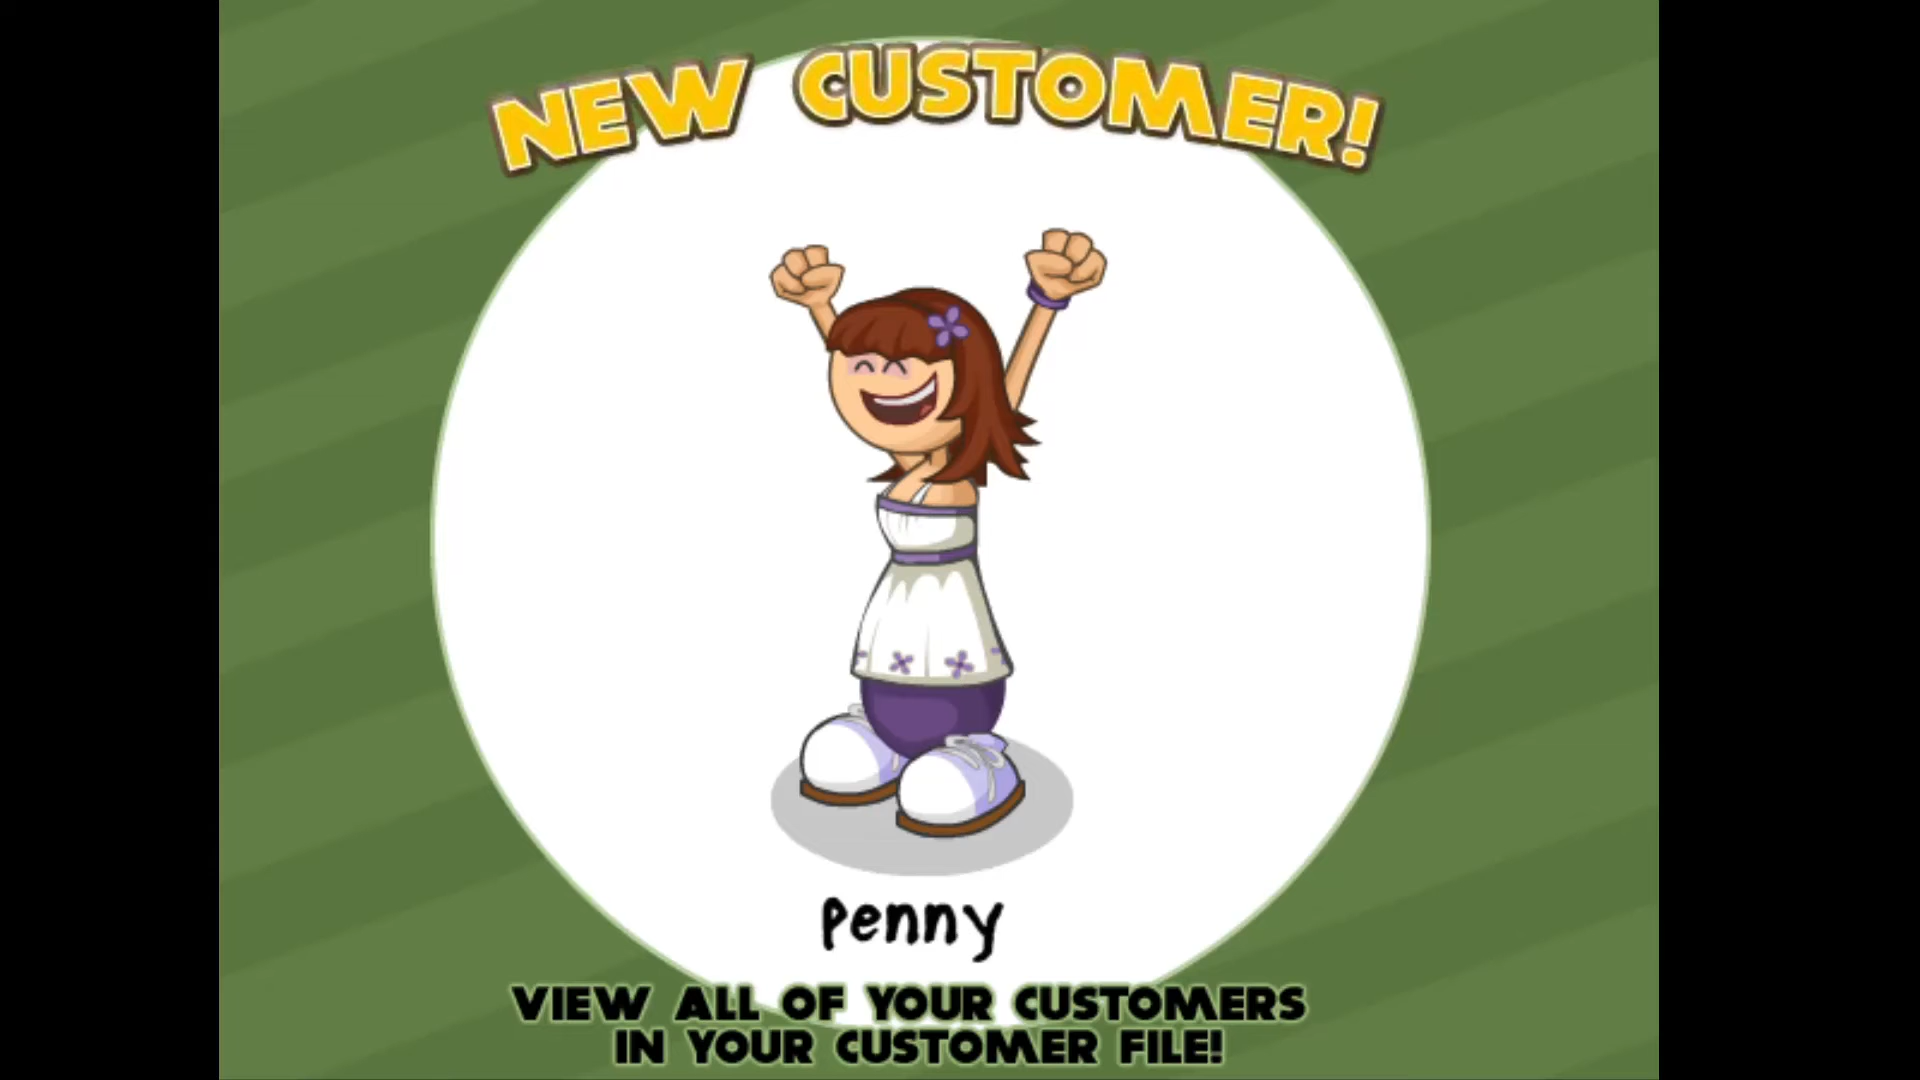 NEW CUSTOMER!
Penny
VIEW ALL OF YOUR CUSTOMERS
IN YOUR CUSTOMER FILE!